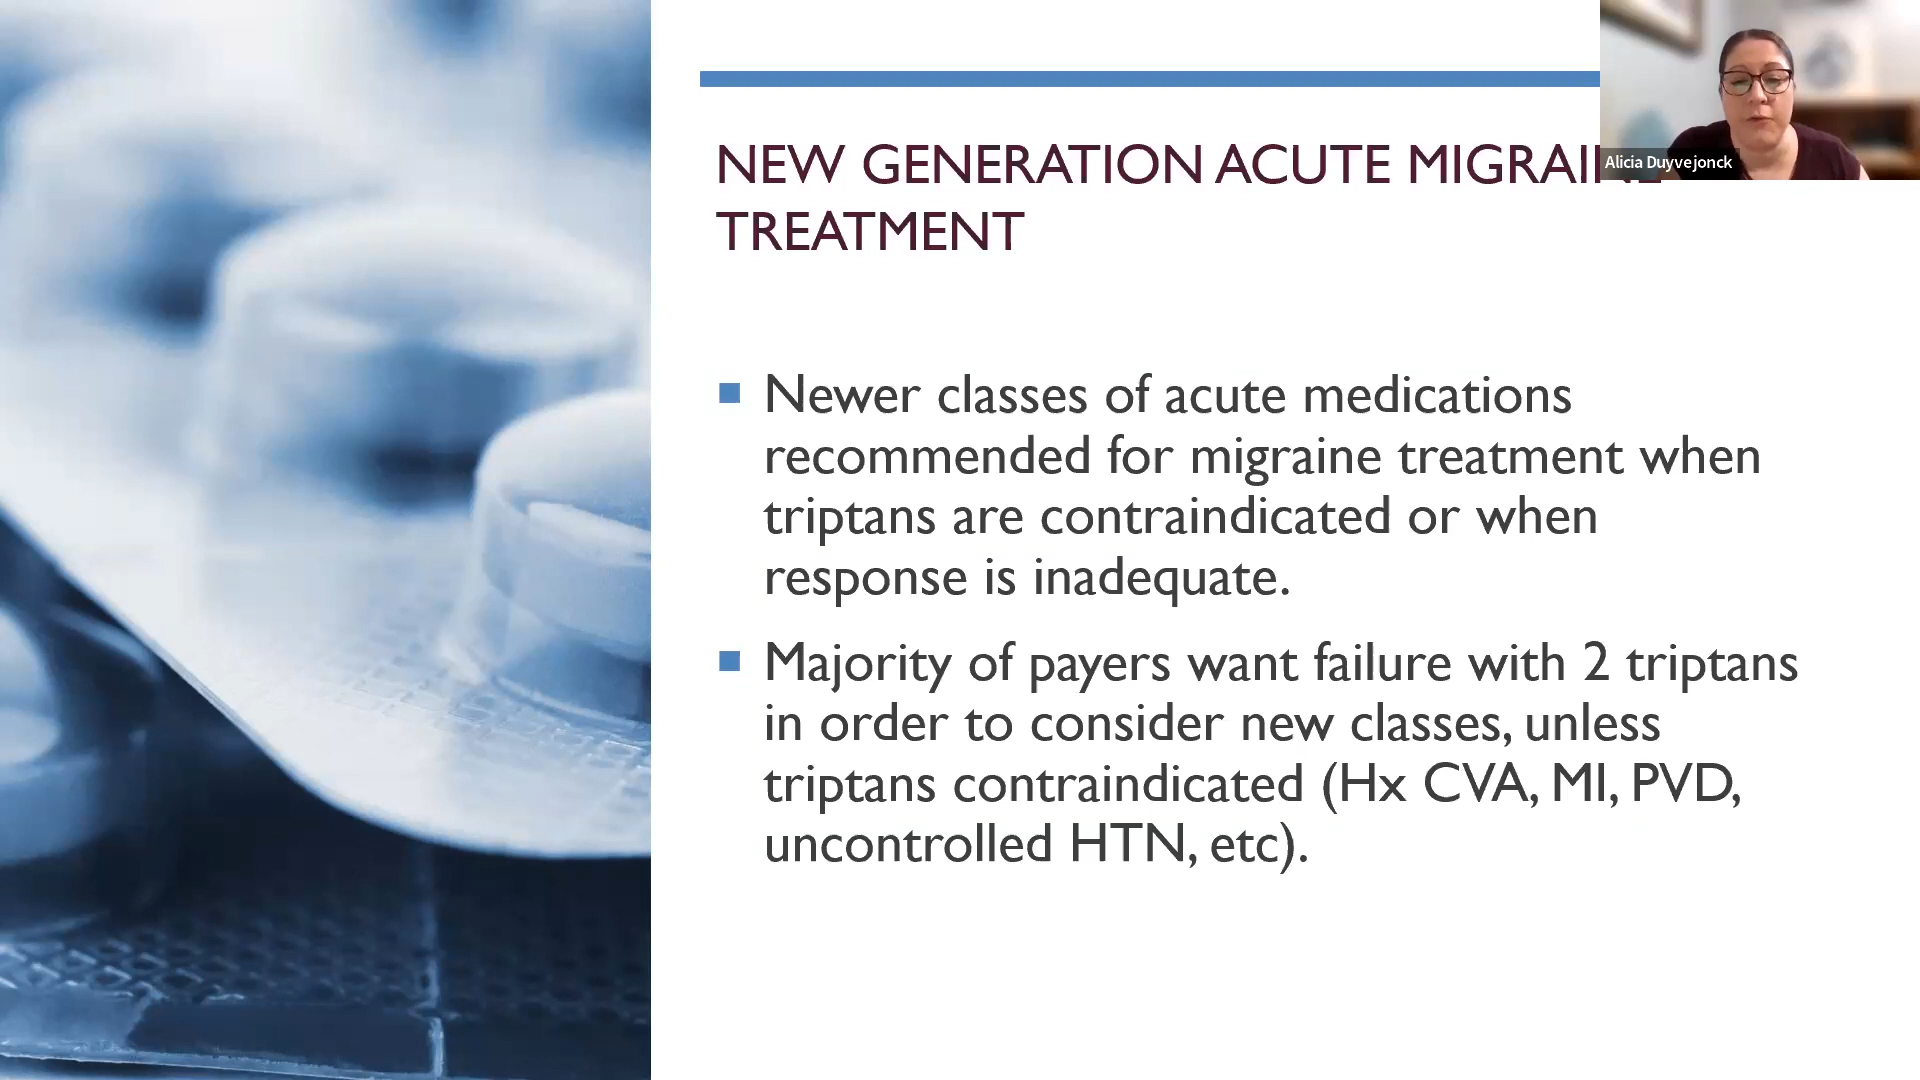 NEW GENERATION ACUTE MIGRAINE
TREATMENT
Alicia Duyvejonck
■ Newer classes of acute medications
recommended for migraine treatment when
triptans are contraindicated or when
response is inadequate.
■ Majority of payers want failure with 2 triptans
in order to consider new classes, unless
triptans contraindicated (Hx CVA, MI, PVD,
uncontrolled HTN, etc).